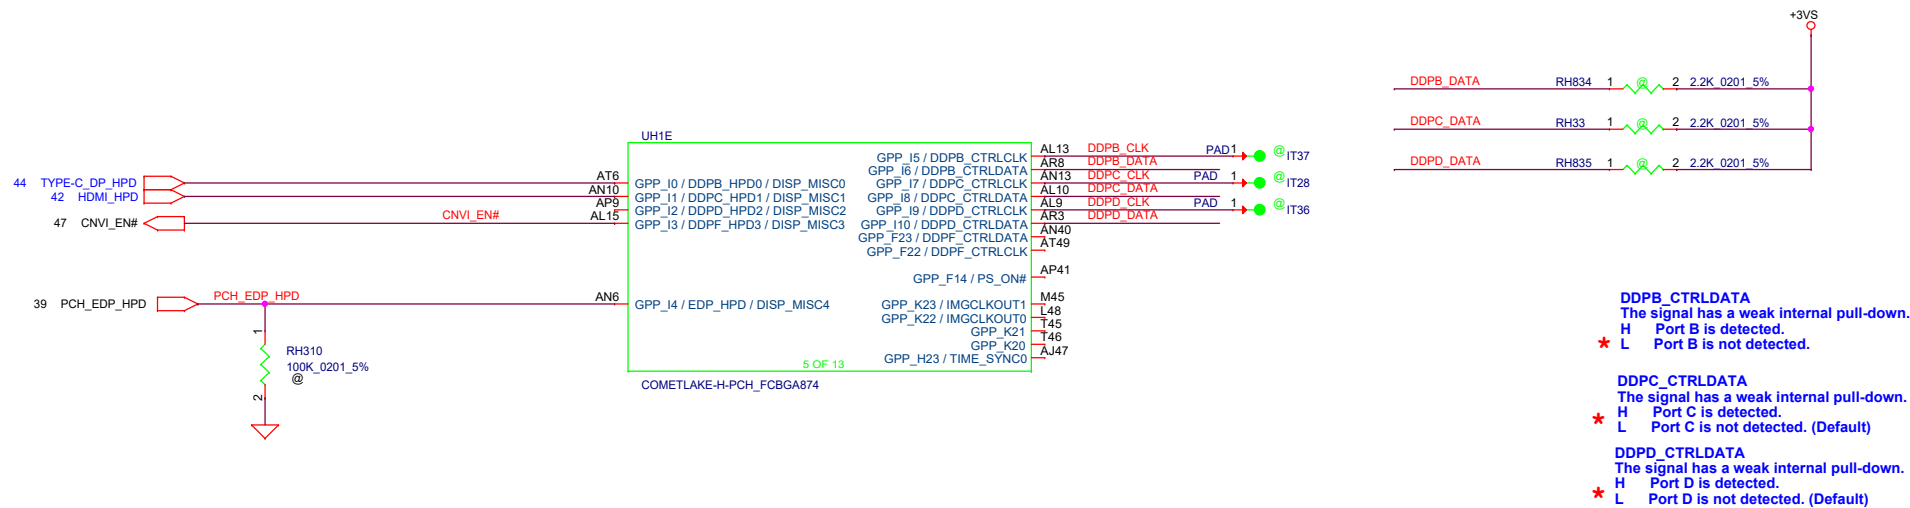 +3VS
DDPB_DATA RH834 1 @ 2 2.2K_0201_5%
DDPC_DATA RH33 1 @ 2 2.2K_0201_5%
DDPD_DATA RH835 1 @ 2 2.2K_0201_5%
UH1E
44 TYPE-C_DP_HPD
42 HDMI_HPD
47 CNVI_EN#
CNVI_EN#
39 PCH_EDP_HPD
PCH_EDP_HPD
AT6 GPP_I0 / DDPB_HPD0 / DISP_MISC0
AN10 GPP_I1 / DDPC_HPD1 / DISP_MISC1
AP9 GPP_I2 / DDPD_HPD2 / DISP_MISC2
AL15 GPP_I3 / DDPF_HPD3 / DISP_MISC3
AN6 GPP_I4 / EDP_HPD / DISP_MISC4
GPP_I5 / DDPB_CTRLCLK AL13 DDPB_CLK PAD 1 @ IT37
GPP_I6 / DDPB_CTRLDATA AR8 DDPB_DATA
GPP_I7 / DDPC_CTRLCLK AN13 DDPC_CLK PAD 1 @ IT28
GPP_I8 / DDPC_CTRLDATA AL10 DDPC_DATA
GPP_I9 / DDPD_CTRLCLK AL9 DDPD_CLK PAD 1 @ IT36
GPP_I10 / DDPD_CTRLDATA AR3 DDPD_DATA
GPP_F23 / DDPF_CTRLDATA AN40
GPP_F22 / DDPF_CTRLCLK AT49
GPP_F14 / PS_ON# AP41
GPP_K23 / IMGCLKOUT1 M45
GPP_K22 / IMGCLKOUT0 L48
GPP_K21 T45
GPP_K20 T46
GPP_H23 / TIME_SYNC0 AJ47
5 OF 13
COMETLAKE-H-PCH_FCBGA874
1
RH310
100K_0201_5%
@
2
DDPB_CTRLDATA
The signal has a weak internal pull-down.
H Port B is detected.
* L Port B is not detected.
DDPC_CTRLDATA
The signal has a weak internal pull-down.
H Port C is detected.
* L Port C is not detected. (Default)
DDPD_CTRLDATA
The signal has a weak internal pull-down.
H Port D is detected.
* L Port D is not detected. (Default)